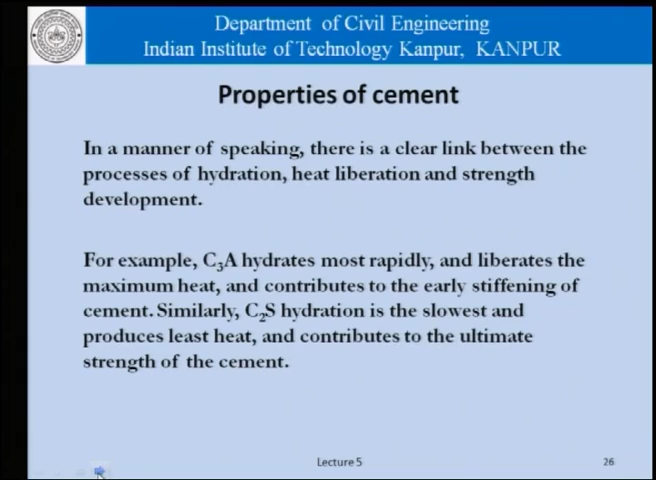 Department of Civil Engineering
Indian Institute of Technology Kanpur, KANPUR
Properties of cement
In a manner of speaking, there is a clear link between the
processes of hydration, heat liberation and strength
development.
For example, C₃A hydrates most rapidly, and liberates the
maximum heat, and contributes to the early stiffening of
cement. Similarly, C₂S hydration is the slowest and
produces least heat, and contributes to the ultimate
strength of the cement.
Lecture 5
26